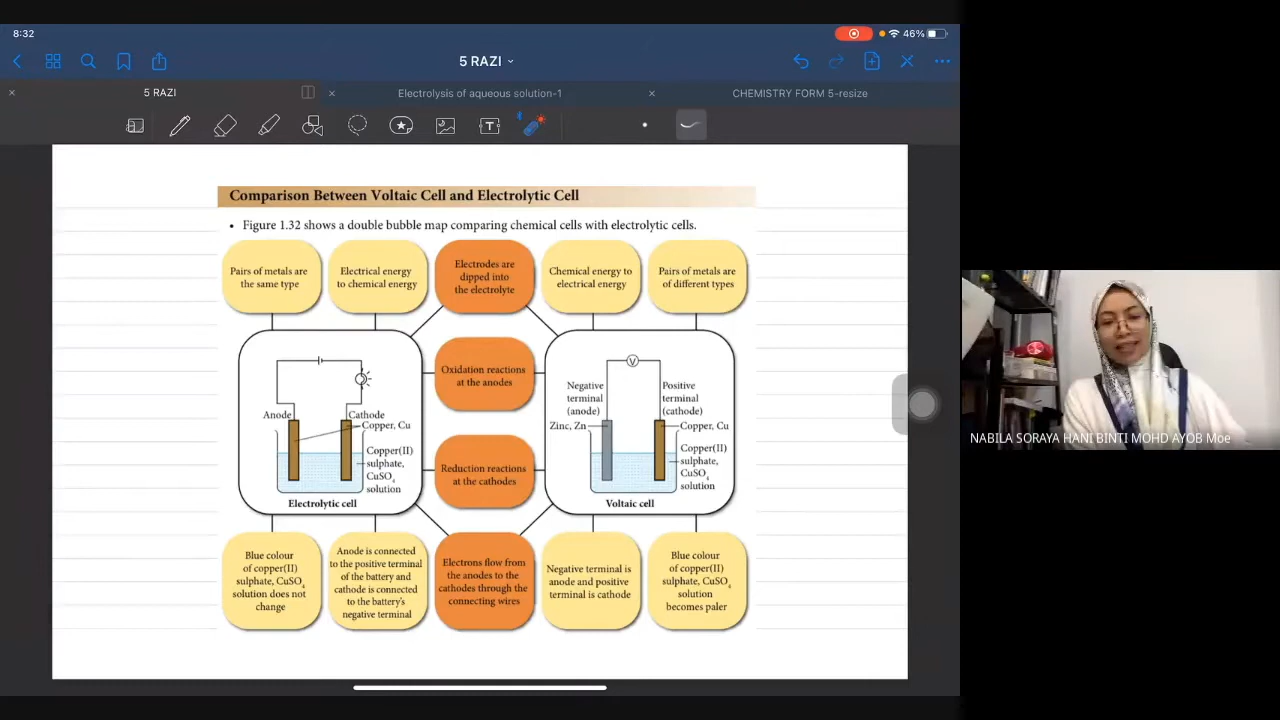 8:32
46%
5 RAZI
5 RAZI
Electrolysis of aqueous solution-1
CHEMISTRY FORM 5-resize
Comparison Between Voltaic Cell and Electrolytic Cell
• Figure 1.32 shows a double bubble map comparing chemical cells with electrolytic cells.
Pairs of metals are
the same type
Electrical energy
to chemical energy
Electrodes are
dipped into
the electrolyte
Chemical energy to
electrical energy
Pairs of metals are
of different types
Anode
Cathode
Copper, Cu
Copper(II)
sulphate,
CuSO4
solution
Electrolytic cell
Oxidation reactions
at the anodes
Reduction reactions
at the cathodes
V
Negative
terminal
(anode)
Zinc, Zn
Positive
terminal
(cathode)
Copper, Cu
Copper(II)
sulphate,
CuSO4
solution
Voltaic cell
Blue colour
of copper(II)
sulphate, CuSO4
solution does not
change
Anode is connected
to the positive terminal
of the battery and
cathode is connected
to the battery's
negative terminal
Electrons flow from
the anodes to the
cathodes through the
connecting wires
Negative terminal is
anode and positive
terminal is cathode
Blue colour
of copper(II)
sulphate, CuSO4
solution
becomes paler
NABILA SORAYA HANI BINTI MOHD AYOB Moe